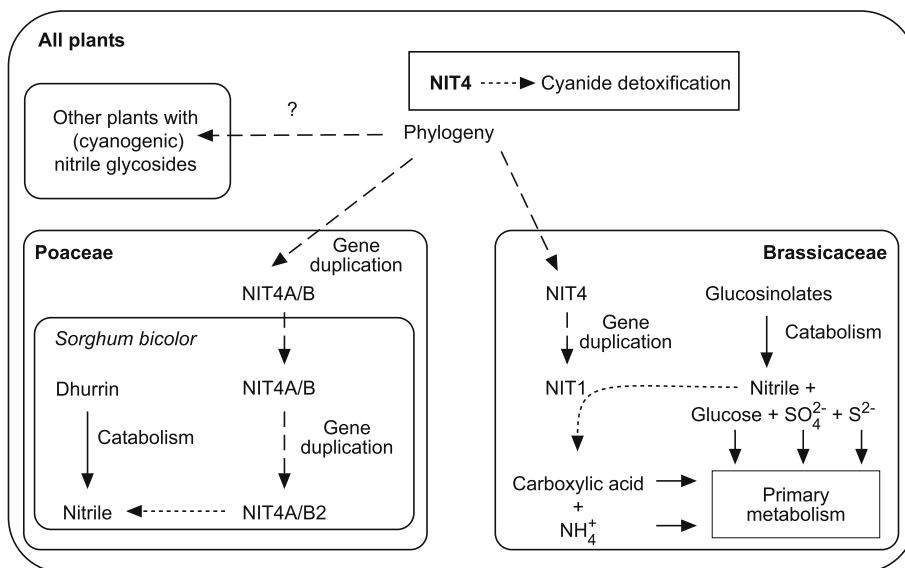 All plants
NIT4
Cyanide detoxification
?
Other plants with
(cyanogenic)
nitrile glycosides
Phylogeny
Poaceae
Gene
duplication
NIT4A/B
Sorghum bicolor
Dhurrin
NIT4A/B
Catabolism
Gene
duplication
Nitrile
NIT4A/B2
Brassicaceae
NIT4
Glucosinolates
Gene
duplication
Catabolism
NIT1
Nitrile +
Glucose + SO₄²⁻ + S²⁻
Carboxylic acid
+
NH₄⁺
Primary
metabolism